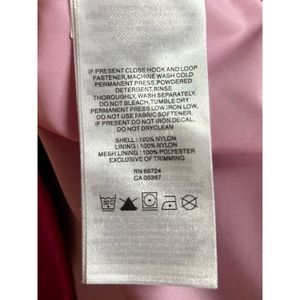 IF PRESENT CLOSE HOOK AND LOOP
FASTENER,MACHINE WASH COLD
PERMANENT PRESS,POWDERED
DETERGENT,RINSE
THOROUGHLY,WASH SEPARATELY.
DO NOT BLEACH,TUMBLE DRY
PERMANENT PRESS LOW,IRON LOW,
DO NOT USE FABRIC SOFTENER,
IF PRESENT DO NOT IRON,DECAL,
DO NOT DRYCLEAN
SHELL : 100% NYLON
LINING : 100% NYLON
MESH LINING : 100% POLYESTER
EXCLUSIVE OF TRIMMING
RN 69724
CA 05367
30°C